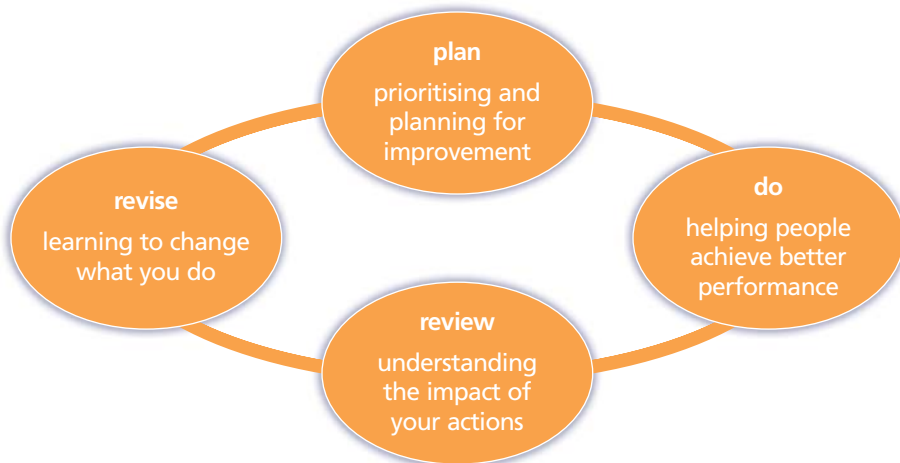 plan
prioritising and
planning for
improvement
do
helping people
achieve better
performance
review
understanding
the impact of
your actions
revise
learning to change
what you do